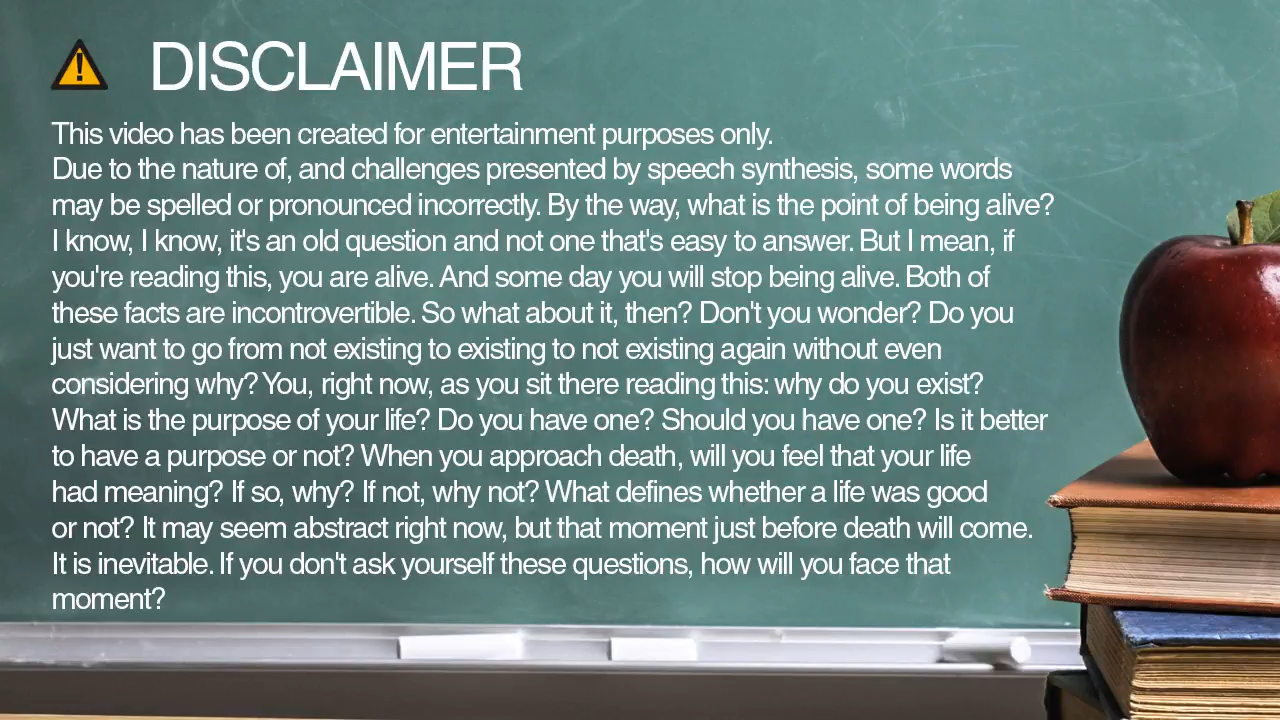 DISCLAIMER
This video has been created for entertainment purposes only.
Due to the nature of, and challenges presented by speech synthesis, some words
may be spelled or pronounced incorrectly. By the way, what is the point of being alive?
I know, I know, it's an old question and not one that's easy to answer. But I mean, if
you're reading this, you are alive. And some day you will stop being alive. Both of
these facts are incontrovertible. So what about it, then? Don't you wonder? Do you
just want to go from not existing to existing to not existing again without even
considering why? You, right now, as you sit there reading this: why do you exist?
What is the purpose of your life? Do you have one? Should you have one? Is it better
to have a purpose or not? When you approach death, will you feel that your life
had meaning? If so, why? If not, why not? What defines whether a life was good
or not? It may seem abstract right now, but that moment just before death will come.
It is inevitable. If you don't ask yourself these questions, how will you face that
moment?